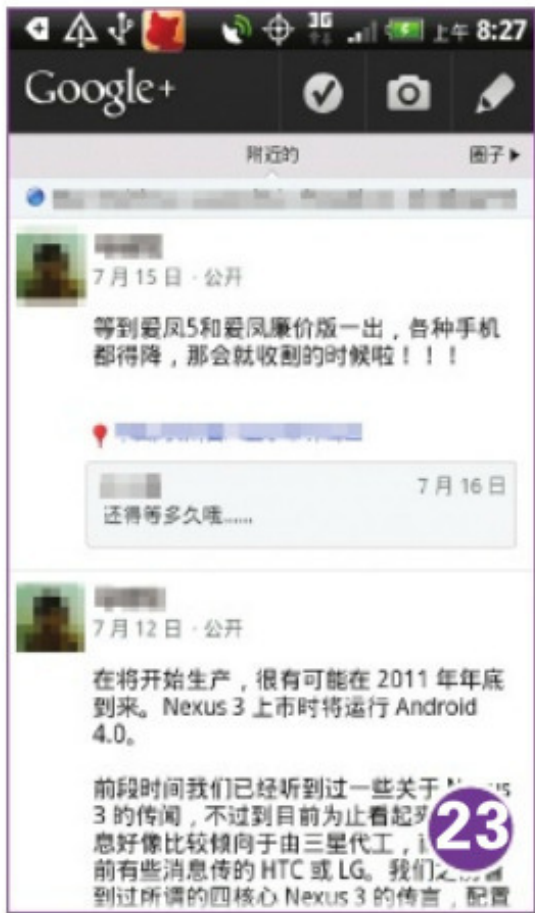 3G
上午 8:27
Google+
附近的
圈子
7 月 15 日 · 公开
等到爱凤5和爱凤廉价版一出，各种手机
都得降，那会就收割的时候啦！！！
7 月 16 日
还得等多久哦......
7 月 12 日 · 公开
在将开始生产，很有可能在 2011 年年底
到来。Nexus 3 上市时将运行 Android
4.0。
前段时间我们已经听到过一些关于
3 的传闻，不过到目前为止看起来
息好像比较倾向于由三星代工，
前有些消息传的 HTC 或 LG。我们之
到过所谓的四核心 Nexus 3 的传言，配置
23